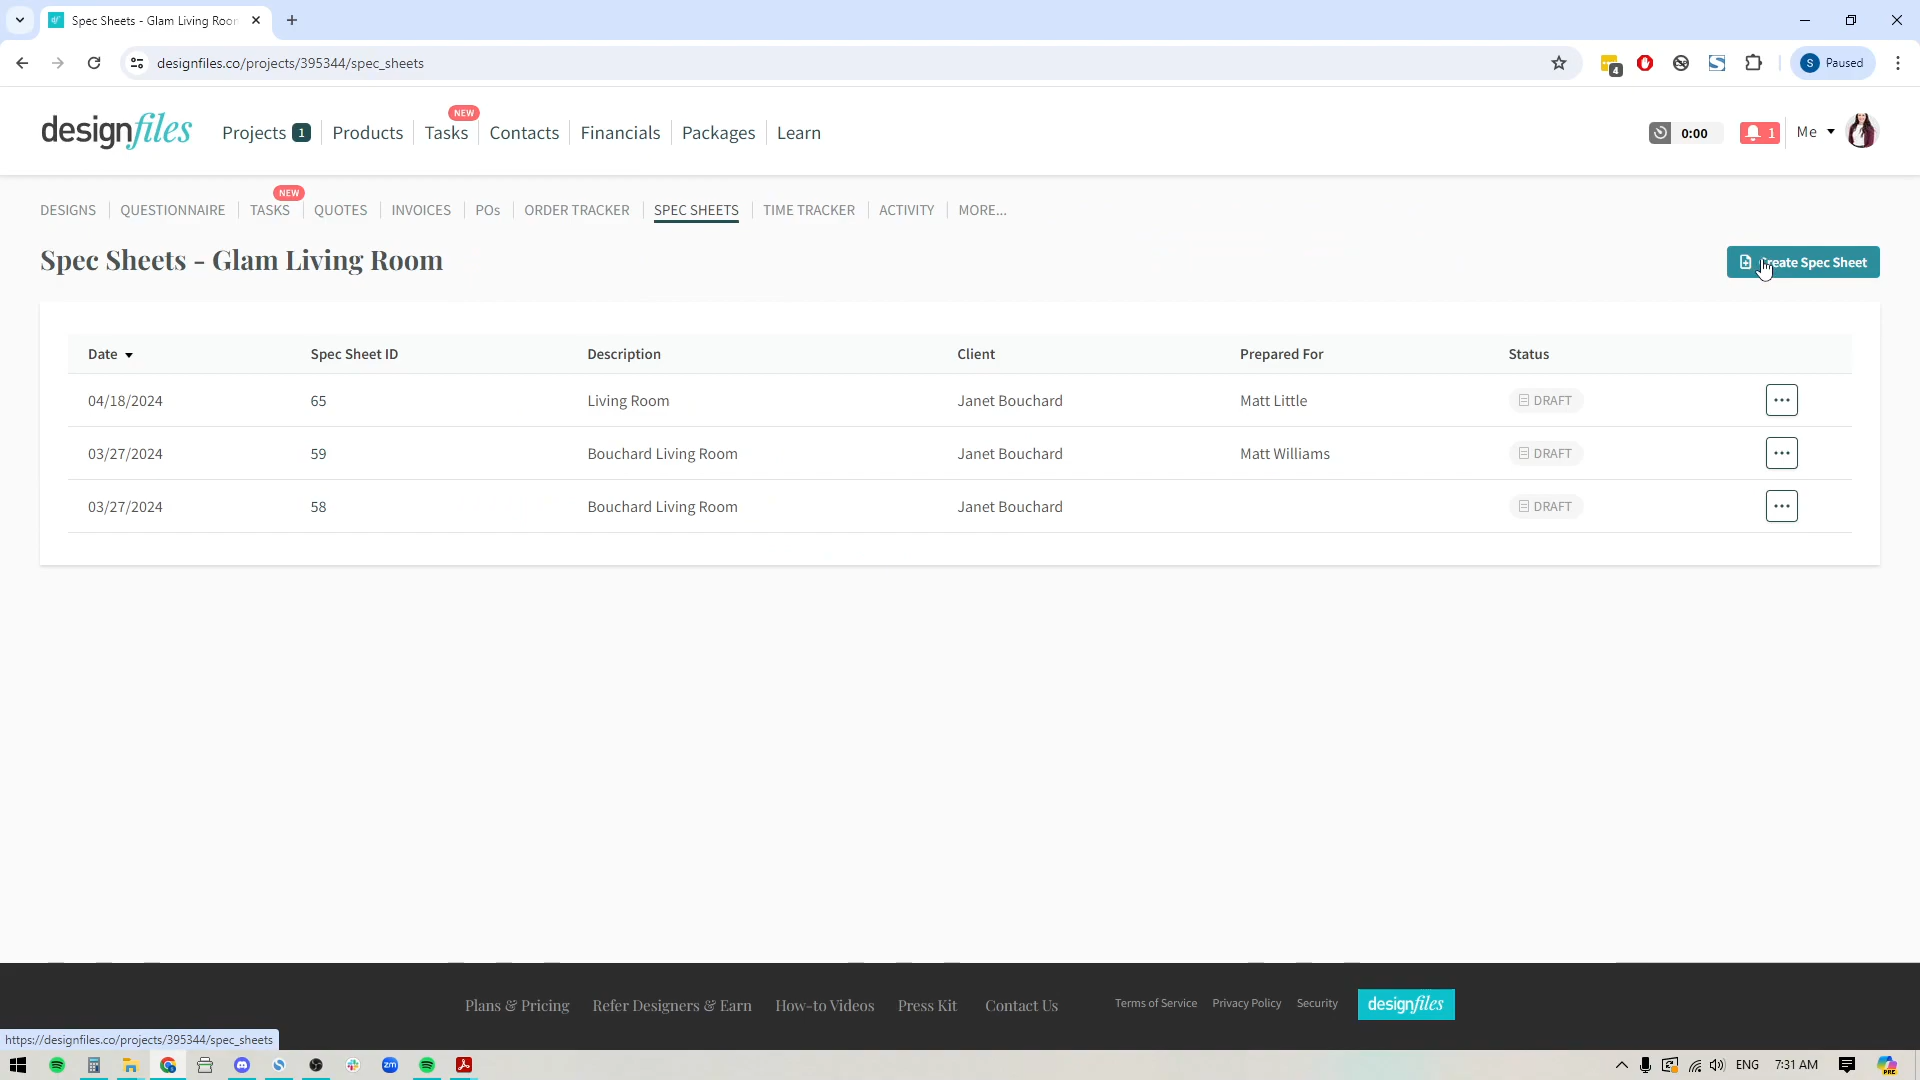 Spec Sheets - Glam Living Roor
designfiles.co/projects/395344/spec_sheets
4
S Paused
designfiles
Projects 1
Products
Tasks
NEW
Contacts
Financials
Packages
Learn
0:00
1
Me
DESIGNS
QUESTIONNAIRE
TASKS
NEW
QUOTES
INVOICES
POs
ORDER TRACKER
SPEC SHEETS
TIME TRACKER
ACTIVITY
MORE...
Spec Sheets - Glam Living Room
Create Spec Sheet
Date Spec Sheet ID Description Client Prepared For Status
04/18/2024 65 Living Room Janet Bouchard Matt Little DRAFT
03/27/2024 59 Bouchard Living Room Janet Bouchard Matt Williams DRAFT
03/27/2024 58 Bouchard Living Room Janet Bouchard DRAFT
Plans & Pricing Refer Designers & Earn How-to Videos Press Kit Contact Us Terms of Service Privacy Policy Security designfiles
https://designfiles.co/projects/395344/spec_sheets
zm
ENG 7:31 AM
PRE